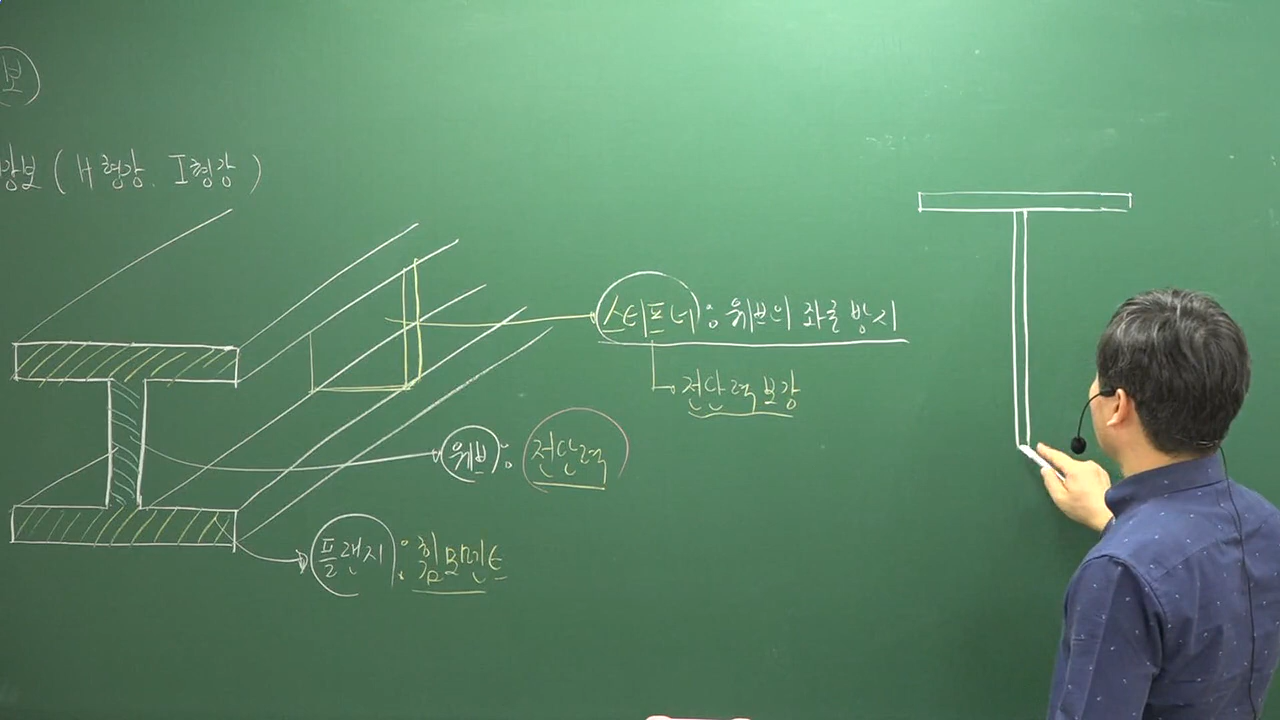 보
강보 ( H형강. I형강 )
스티프너 : 웨브의 좌굴 방지
전단력 보강
웨브 : 전단력
플랜지 : 휨모멘트